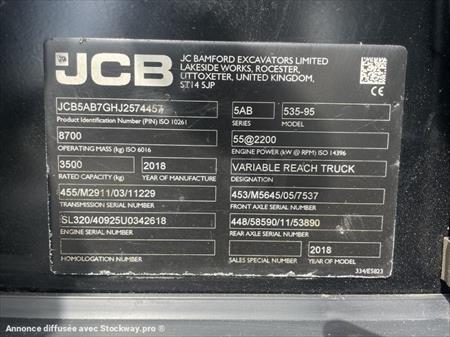 JCB
JC BAMFORD EXCAVATORS LIMITED
LAKESIDE WORKS, ROCESTER,
UTTOXETER, UNITED KINGDOM,
ST14 5JP
JCB5AB7GHJ2574457
5AB
535-95
Product Identification Number (PIN) ISO 10261
SERIES
MODEL
8700
55@2200
OPERATING MASS (kg) ISO 6016
ENGINE POWER (kW @ RPM) ISO 14396
3500
2018
VARIABLE REACH TRUCK
RATED CAPACITY (kg)
YEAR OF MANUFACTURE
DESIGNATION
455/M2911/03/11229
453/M5645/05/7537
TRANSMISSION SERIAL NUMBER
FRONT AXLE SERIAL NUMBER
SL320/40925U0342618
448/58590/11/53890
ENGINE SERIAL NUMBER
REAR AXLE SERIAL NUMBER
2018
HOMOLOGATION NUMBER
SALES SPECIAL NUMBER
YEAR OF MODEL
334/E5823
Annonce diffusée avec Stockway.pro ®